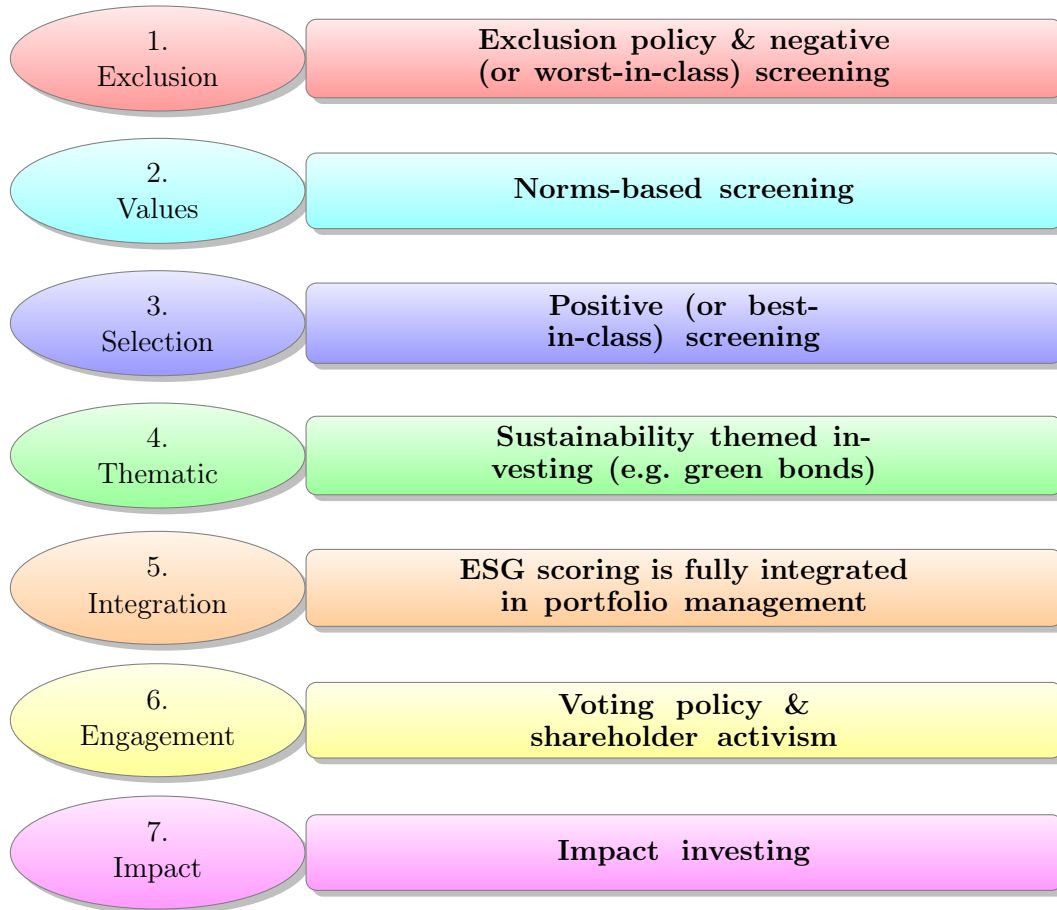 1.
Exclusion
Exclusion policy & negative
(or worst-in-class) screening
2.
Values
Norms-based screening
3.
Selection
Positive (or best-
in-class) screening
4.
Thematic
Sustainability themed in-
vesting (e.g. green bonds)
5.
Integration
ESG scoring is fully integrated
in portfolio management
6.
Engagement
Voting policy &
shareholder activism
7.
Impact
Impact investing